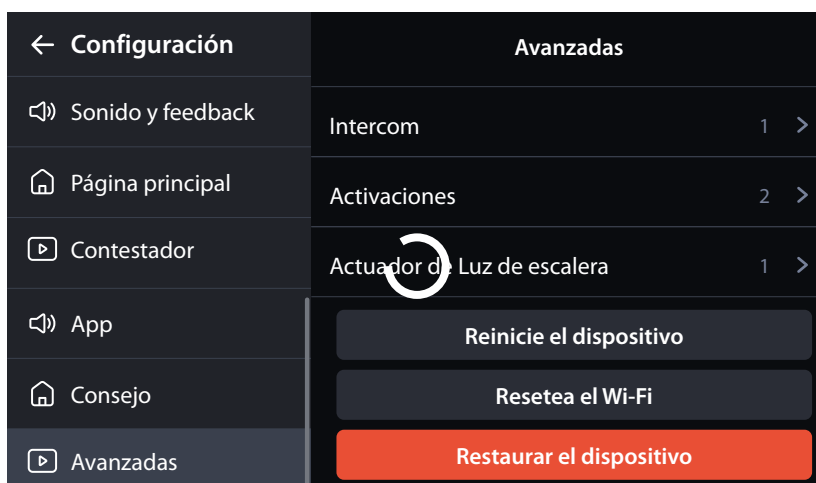 Configuración
Sonido y feedback
Página principal
Contestador
App
Consejo
Avanzadas
Avanzadas
Intercom 1
Activaciones 2
Actuador de Luz de escalera 1
Reinicie el dispositivo
Resetea el Wi-Fi
Restaurar el dispositivo